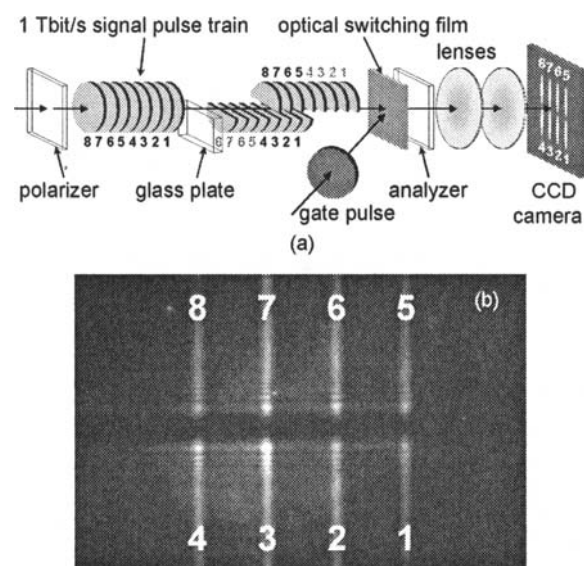 1 Tbit/s signal pulse train
optical switching film
lenses
8 7 6 5 4 3 2 1
6 7 6 5
8 7 6 5 4 3 2 1
6 7 6 5 4 3 2 1
4 3 2 1
polarizer
glass plate
analyzer
CCD
camera
gate pulse
(a)
(b)
8 7 6 5
4 3 2 1